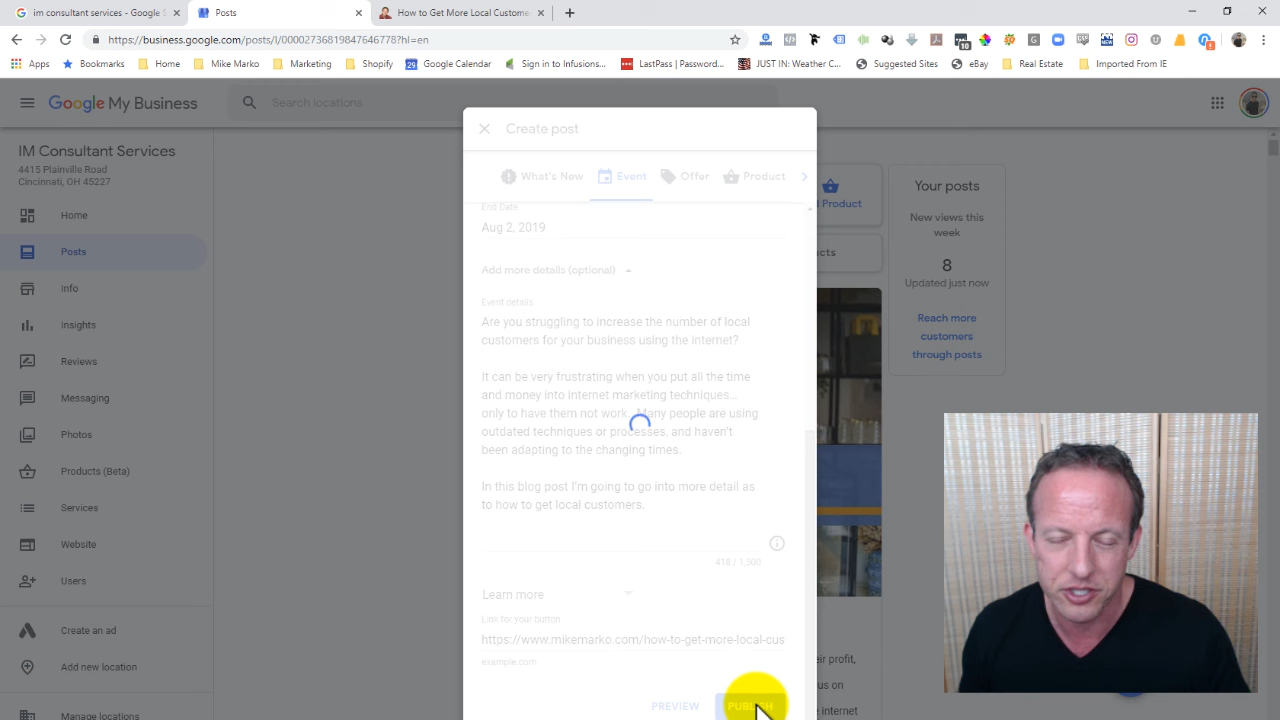 im consultant services - Google S
Posts
How to Get More Local Custome
https://business.google.com/posts/l/00002736819847646778?hl=en
Apps
Bookmarks
Home
Mike Marko
Marketing
Shopify
Google Calendar
Sign in to Infusions...
LastPass | Password...
JUST IN: Weather C...
Suggested Sites
eBay
Real Estate
Imported From IE
Google My Business
Search locations
IM Consultant Services
4415 Plainville Road
Cincinnati, OH 45227
Home
Posts
Info
Insights
Reviews
Messaging
Photos
Products (Beta)
Services
Website
Users
Create an ad
Add new location
Manage locations
Create post
What's New
Event
Offer
Product
End Date
Aug 2, 2019
Add more details (optional)
Event details
Are you struggling to increase the number of local
customers for your business using the Internet?
It can be very frustrating when you put all the time
and money into internet marketing techniques…
only to have them not work. Many people are using
outdated techniques or processes, and haven't
been adapting to the changing times.
In this blog post I'm going to go into more detail as
to how to get local customers.
418 / 1,500
Learn more
Link for your button
https://www.mikemarko.com/how-to-get-more-local-cus
example.com
PREVIEW
PUBLISH
d Product
cts
Your posts
New views this
week
8
Updated just now
Reach more
customers
through posts
eir profit,
us on
e internet